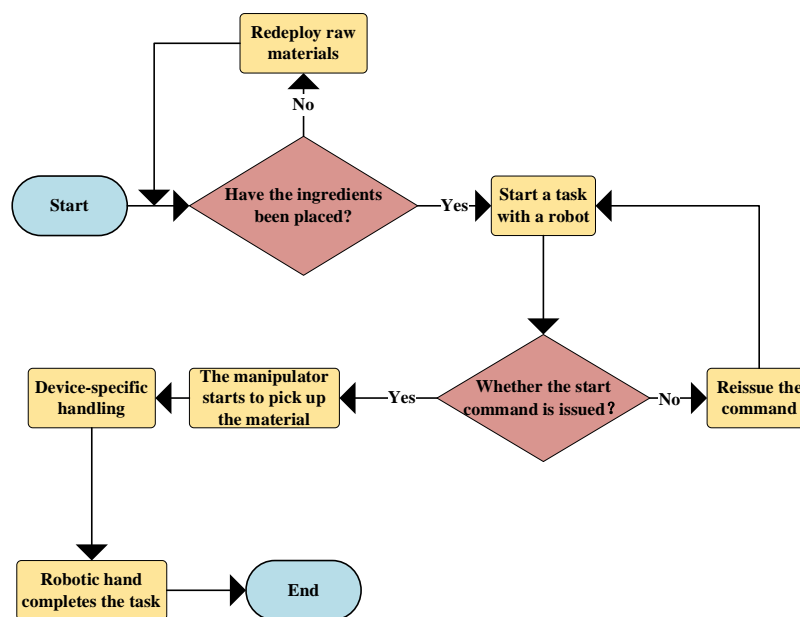 Redeploy raw
materials
No
Start
Have the ingredients
been placed?
Yes
Start a task
with a robot
Device-specific
handling
The manipulator
starts to pick up
the material
Yes
Whether the start
command is issued?
No
Reissue the
command
Robotic hand
completes the task
End